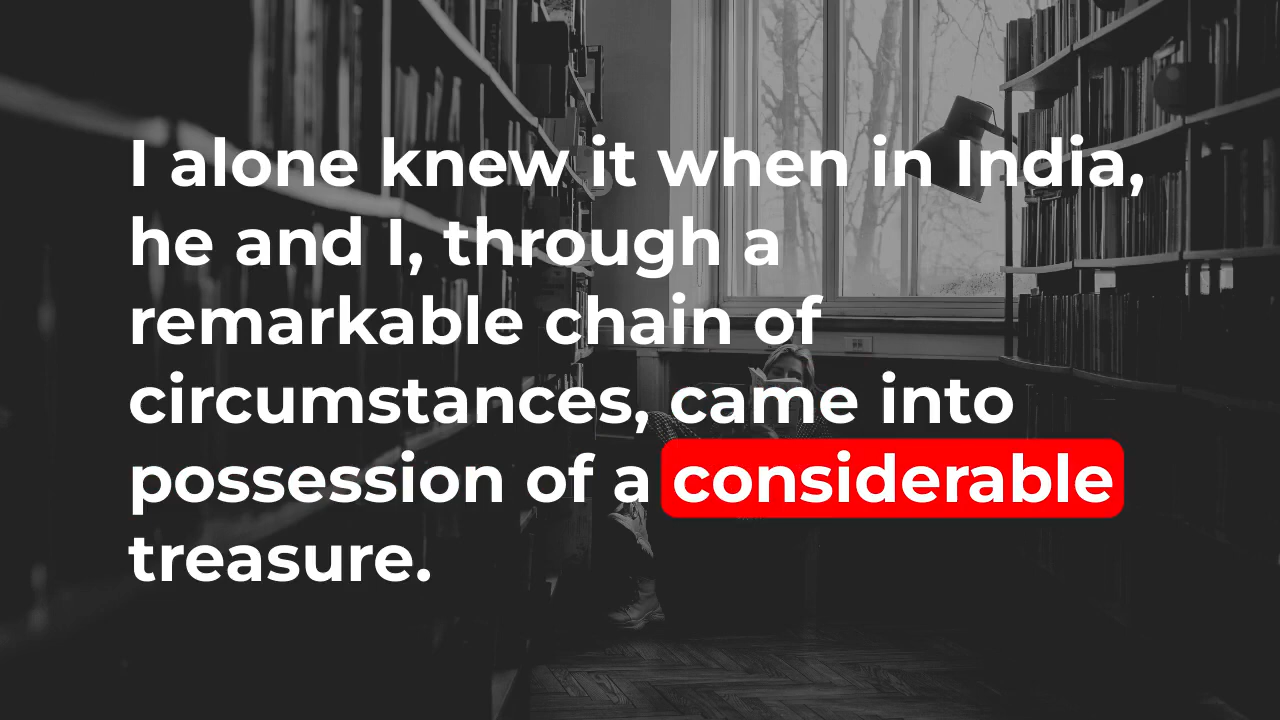 I alone knew it when in India,
he and I, through a
remarkable chain of
circumstances, came into
possession of a considerable
treasure.